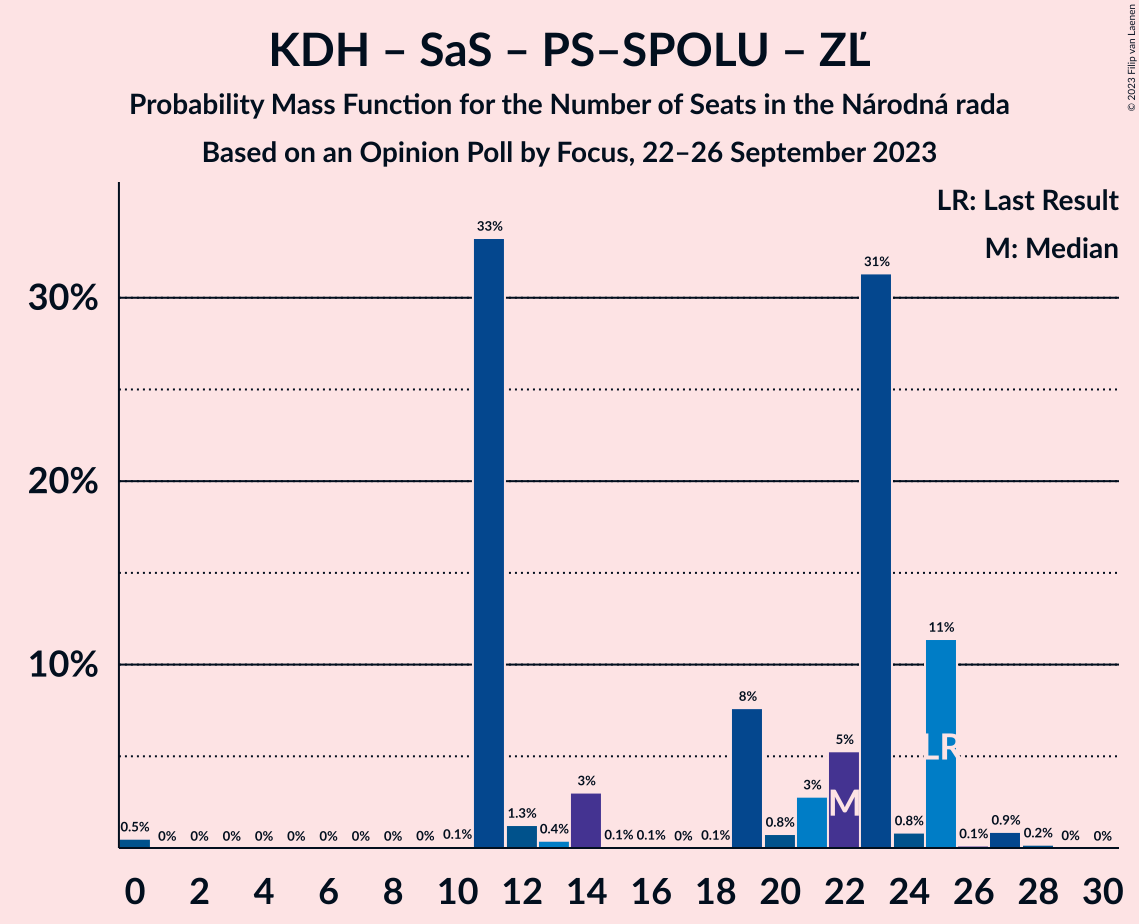 KDH – SaS – PS–SPOLU – ZĽ
Probability Mass Function for the Number of Seats in the Národná rada
Based on an Opinion Poll by Focus, 22–26 September 2023
© 2023 Filip van Laenen
LR: Last Result
M: Median
30%
20%
10%
0.5% 0% 0% 0% 0% 0% 0% 0% 0% 0% 0.1% 33% 1.3% 0.4% 3% 0.1% 0.1% 0% 0.1% 8% 0.8% 3% 5% 31% 0.8% 11% 0.1% 0.9% 0.2% 0% 0%
M
LR
0 2 4 6 8 10 12 14 16 18 20 22 24 26 28 30